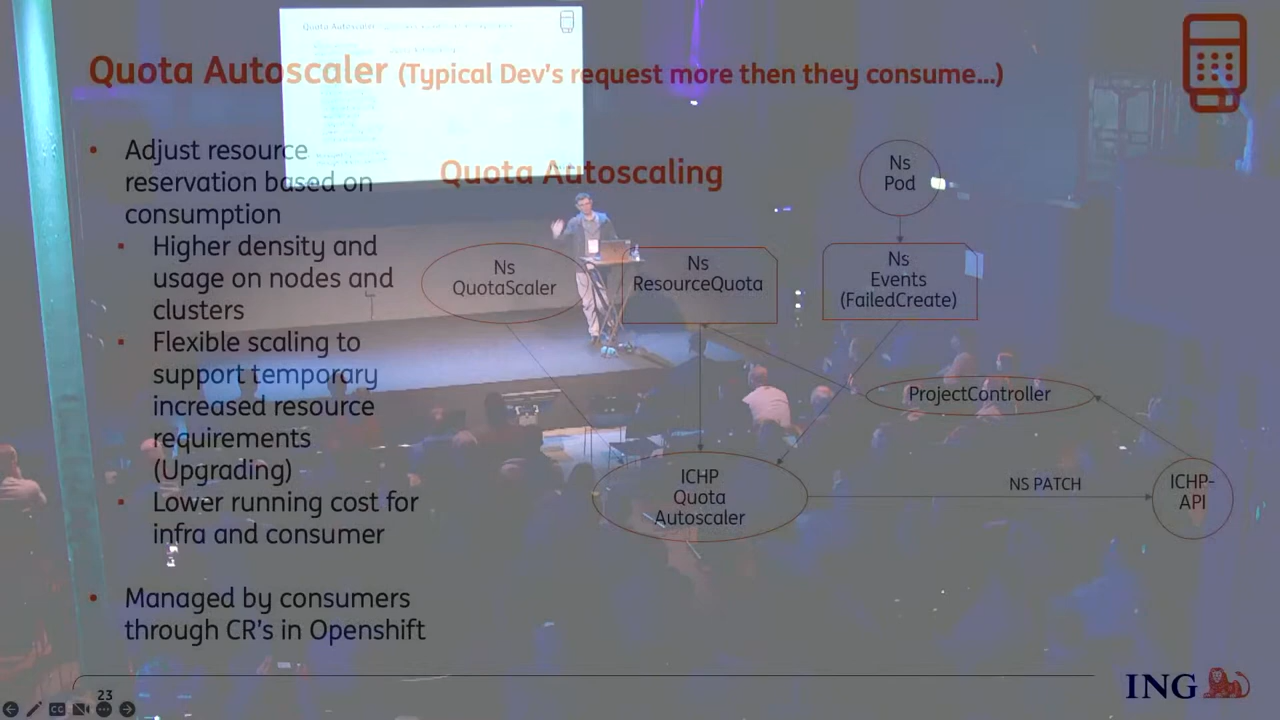 Quota Autoscaler (Typical Dev's request more then they consume...)
• Adjust resource
reservation based on
consumption
▪ Higher density and
usage on nodes and
clusters
▪ Flexible scaling to
support temporary
increased resource
requirements
(Upgrading)
▪ Lower running cost for
infra and consumer
• Managed by consumers
through CR's in Openshift
Quota Autoscaling
Ns
Pod
Ns
QuotaScaler
Ns
ResourceQuota
Ns
Events
(FailedCreate)
ProjectController
ICHP
Quota
Autoscaler
NS PATCH
ICHP-
API
23
CC
ING